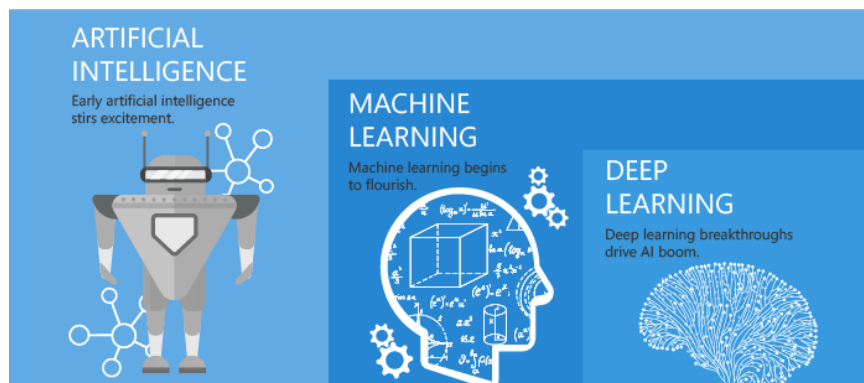 ARTIFICIAL
INTELLIGENCE
Early artificial intelligence
stirs excitement.
MACHINE
LEARNING
Machine learning begins
to flourish.
DEEP
LEARNING
Deep learning breakthroughs
drive AI boom.